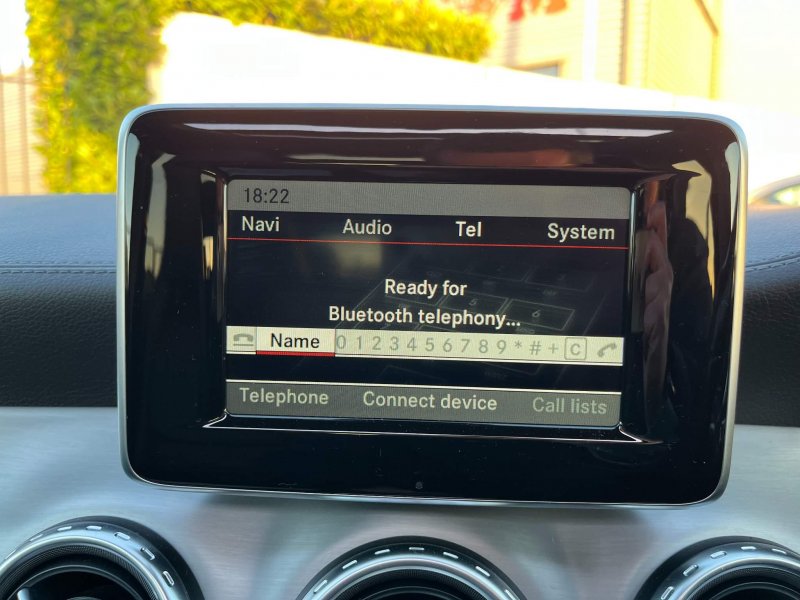 18:22
Navi Audio Tel System
Ready for
Bluetooth telephony...
Name 0 1 2 3 4 5 6 7 8 9 * # + C
Telephone Connect device Call lists